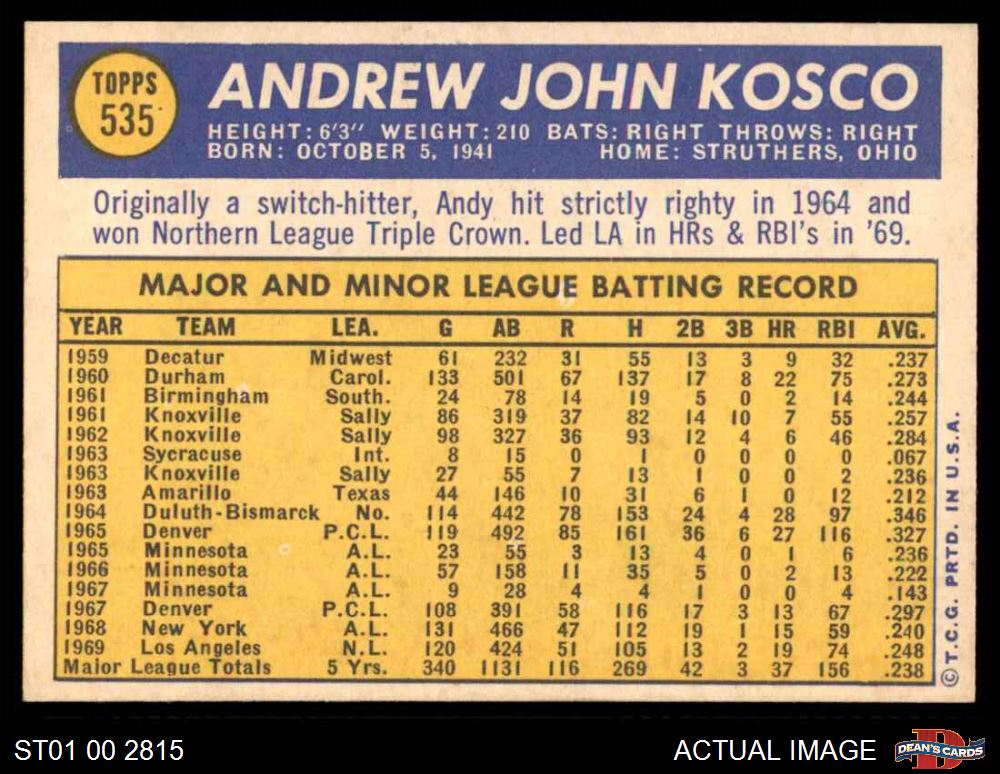 TOPPS
535
ANDREW JOHN KOSCO
HEIGHT: 6'3" WEIGHT: 210 BATS: RIGHT THROWS: RIGHT
BORN: OCTOBER 5, 1941 HOME: STRUTHERS, OHIO
Originally a switch-hitter, Andy hit strictly righty in 1964 and
won Northern League Triple Crown. Led LA in HRs & RBI's in '69.
MAJOR AND MINOR LEAGUE BATTING RECORD
YEAR TEAM LEA. G AB R H 2B 3B HR RBI AVG.
1959 Decatur Midwest 61 232 31 55 13 3 9 32 .237
1960 Durham Carol. 133 501 67 137 17 8 22 75 .273
1961 Birmingham South. 24 78 14 19 5 0 2 14 .244
1961 Knoxville Sally 86 319 37 82 14 10 7 55 .257
1962 Knoxville Sally 98 327 36 93 12 4 6 46 .284
1963 Sycracuse Int. 8 15 0 1 0 0 0 0 .067
1963 Knoxville Sally 27 55 7 13 1 0 0 2 .236
1963 Amarillo Texas 44 146 10 31 6 1 0 12 .212
1964 Duluth-Bismarck No. 114 442 78 153 24 4 28 97 .346
1965 Denver P.C.L. 119 492 85 161 36 6 27 116 .327
1965 Minnesota A.L. 23 55 3 13 4 0 1 6 .236
1966 Minnesota A.L. 57 158 11 35 5 0 2 13 .222
1967 Minnesota A.L. 9 28 4 4 1 0 0 4 .143
1967 Denver P.C.L. 108 391 58 116 17 3 13 67 .297
1968 New York A.L. 131 466 47 112 19 1 15 59 .240
1969 Los Angeles N.L. 120 424 51 105 13 2 19 74 .248
Major League Totals 5 Yrs. 340 1131 116 269 42 3 37 156 .238
©T.C.G. PRTD. IN U.S.A.
ST01 00 2815
ACTUAL IMAGE
D
DEAN'S CARDS